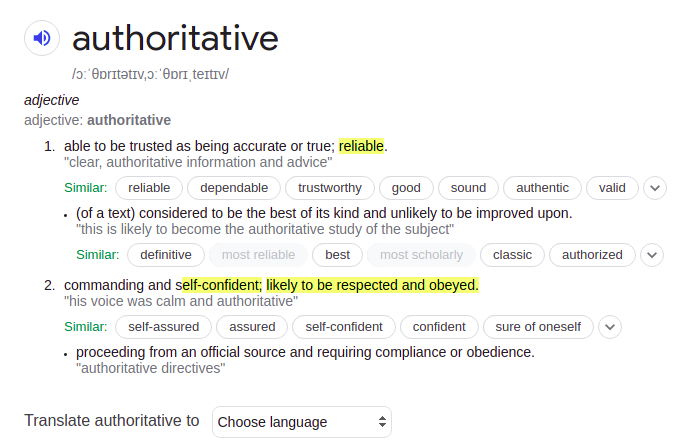 authoritative
/ɔːˈθɒrɪtətɪv,ɔːˈθɒrɪˌteɪtɪv/
adjective
adjective: authoritative
1. able to be trusted as being accurate or true; reliable.
"clear, authoritative information and advice"
Similar: reliable dependable trustworthy good sound authentic valid
• (of a text) considered to be the best of its kind and unlikely to be improved upon.
"this is likely to become the authoritative study of the subject"
Similar: definitive most reliable best most scholarly classic authorized
2. commanding and self-confident; likely to be respected and obeyed.
"his voice was calm and authoritative"
Similar: self-assured assured self-confident confident sure of oneself
• proceeding from an official source and requiring compliance or obedience.
"authoritative directives"
Translate authoritative to Choose language